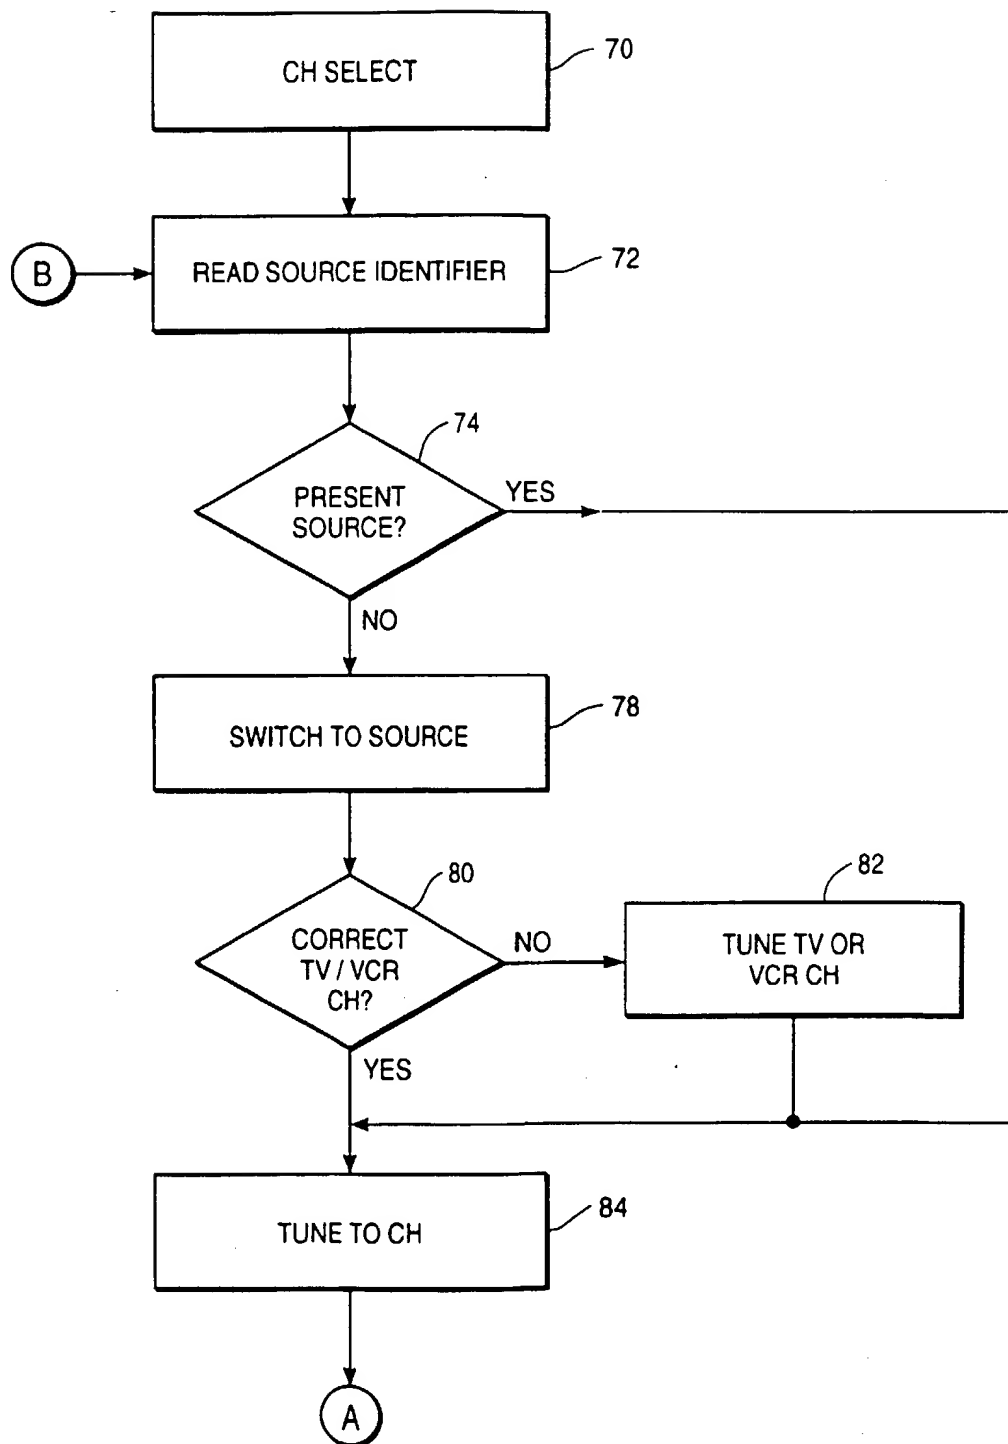 CH SELECT
70
B
READ SOURCE IDENTIFIER
72
74
PRESENT
SOURCE?
YES
NO
SWITCH TO SOURCE
78
80
CORRECT
TV / VCR
CH?
NO
82
TUNE TV OR
VCR CH
YES
TUNE TO CH
84
A